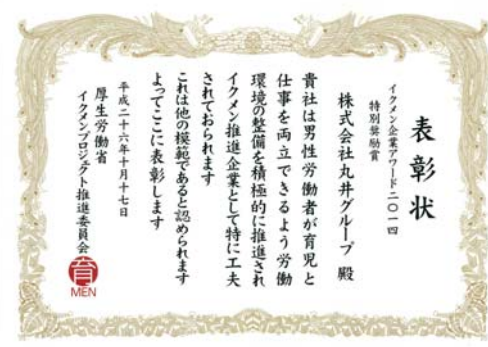 表彰状
イクメン企業アワード二〇一四
特別奨励賞
株式会社丸井グループ 殿
貴社は男性労働者が育児と
仕事を両立できるよう労働
環境の整備を積極的に推進され
イクメン推進企業として特に工夫
されておられます
これは他の模範であると認められます
よってここに表彰します
平成二十六年十月十七日
厚生労働省
イクメンプロジェクト推進委員会
育
MEN